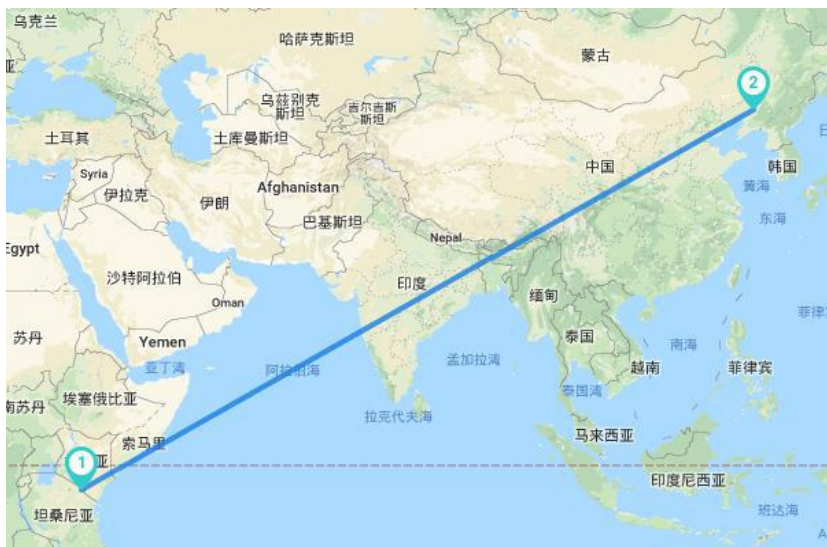 乌克兰
哈萨克斯坦
蒙古
2
亚
乌兹别克
斯坦
吉尔吉斯
斯坦
土耳其
土库曼斯坦
日
Syria
中国
韩国
伊拉克
伊朗
Afghanistan
黄海
巴基斯坦
东海
Egypt
Nepal
沙特阿拉伯
印度
Oman
缅甸
苏丹
Yemen
泰国
菲律宾
亚丁湾
阿拉伯海
孟加拉湾
南海
越南
菲律宾
埃塞俄比亚
南苏丹
泰国湾
拉克代夫海
索马里
马来西亚
1
亚
印度尼西亚
坦桑尼亚
班达海
A